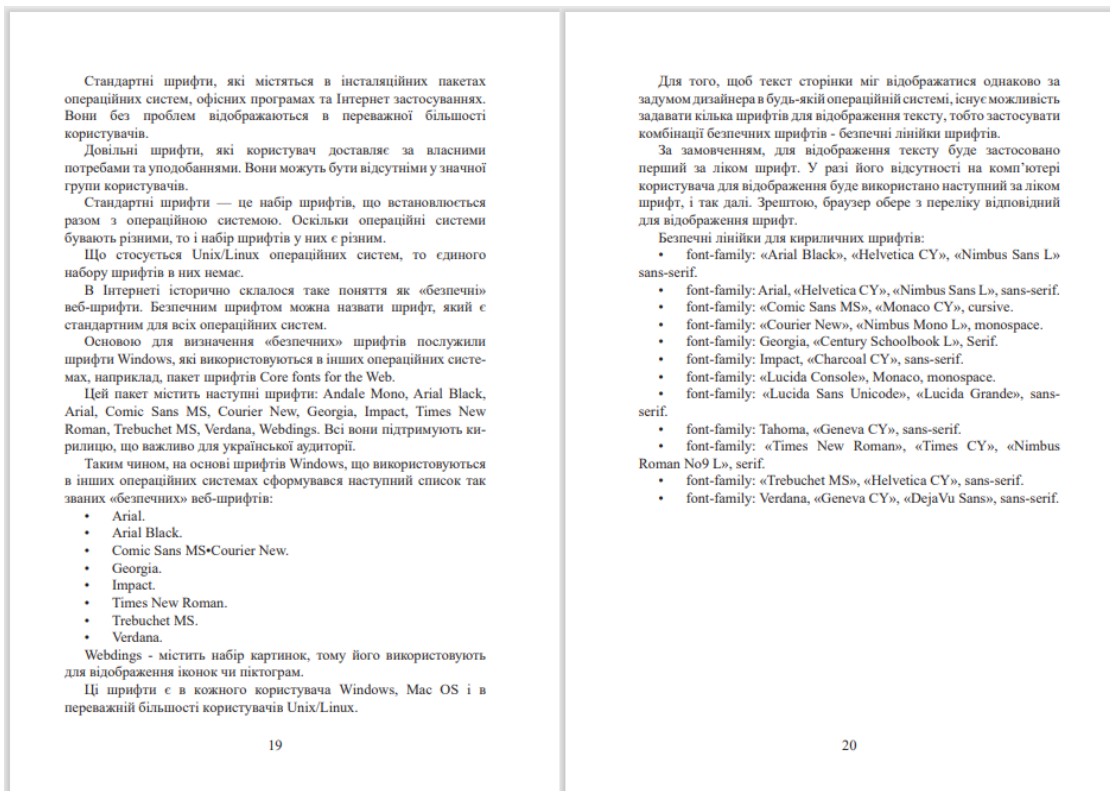 Стандартні шрифти, які містяться в інсталяційних пакетах
операційних систем, офісних програмах та Інтернет застосуваннях.
Вони без проблем відображаються в переважної більшості
користувачів.
Довільні шрифти, які користувач доставляє за власними
потребами та уподобаннями. Вони можуть бути відсутніми у значної
групи користувачів.
Стандартні шрифти — це набір шрифтів, що встановлюється
разом з операційною системою. Оскільки операційні системи
бувають різними, то і набір шрифтів у них є різним.
Що стосується Unix/Linux операційних систем, то єдиного
набору шрифтів в них немає.
В Інтернеті історично склалося таке поняття як «безпечні»
веб-шрифти. Безпечним шрифтом можна назвати шрифт, який є
стандартним для всіх операційних систем.
Основою для визначення «безпечних» шрифтів послужили
шрифти Windows, які використовуються в інших операційних систе-
мах, наприклад, пакет шрифтів Core fonts for the Web.
Цей пакет містить наступні шрифти: Andale Mono, Arial Black,
Arial, Comic Sans MS, Courier New, Georgia, Impact, Times New
Roman, Trebuchet MS, Verdana, Webdings. Всі вони підтримують ки-
рилицю, що важливо для української аудиторії.
Таким чином, на основі шрифтів Windows, що використовуються
в інших операційних системах сформувався наступний список так
званих «безпечних» веб-шрифтів:
• Arial.
• Arial Black.
• Comic Sans MS•Courier New.
• Georgia.
• Impact.
• Times New Roman.
• Trebuchet MS.
• Verdana.
Webdings - містить набір картинок, тому його використовують
для відображення іконок чи піктограм.
Ці шрифти є в кожного користувача Windows, Mac OS і в
переважній більшості користувачів Unix/Linux.
19
Для того, щоб текст сторінки міг відображатися однаково за
задумом дизайнера в будь-якій операційній системі, існує можливість
задавати кілька шрифтів для відображення тексту, тобто застосувати
комбінації безпечних шрифтів - безпечні лінійки шрифтів.
За замовченням, для відображення тексту буде застосовано
перший за ліком шрифт. У разі його відсутності на комп’ютері
користувача для відображення буде використано наступний за ліком
шрифт, і так далі. Зрештою, браузер обере з переліку відповідний
для відображення шрифт.
Безпечні лінійки для кириличних шрифтів:
• font-family: «Arial Black», «Helvetica CY», «Nimbus Sans L»
sans-serif.
• font-family: Arial, «Helvetica CY», «Nimbus Sans L», sans-serif.
• font-family: «Comic Sans MS», «Monaco CY», cursive.
• font-family: «Courier New», «Nimbus Mono L», monospace.
• font-family: Georgia, «Century Schoolbook L», Serif.
• font-family: Impact, «Charcoal CY», sans-serif.
• font-family: «Lucida Console», Monaco, monospace.
• font-family: «Lucida Sans Unicode», «Lucida Grande», sans-
serif.
• font-family: Tahoma, «Geneva CY», sans-serif.
• font-family: «Times New Roman», «Times CY», «Nimbus
Roman No9 L», serif.
• font-family: «Trebuchet MS», «Helvetica CY», sans-serif.
• font-family: Verdana, «Geneva CY», «DejaVu Sans», sans-serif.
20